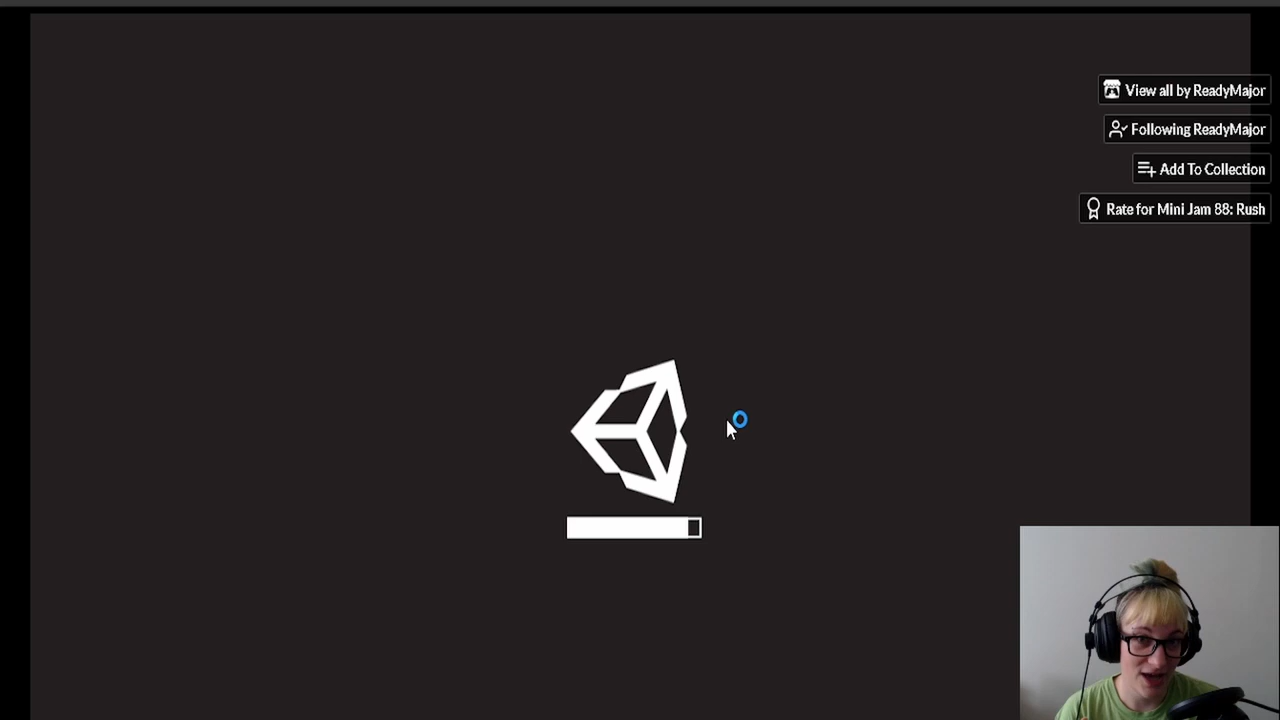 View all by ReadyMajor
Following ReadyMajor
Add To Collection
Rate for Mini Jam 88: Rush